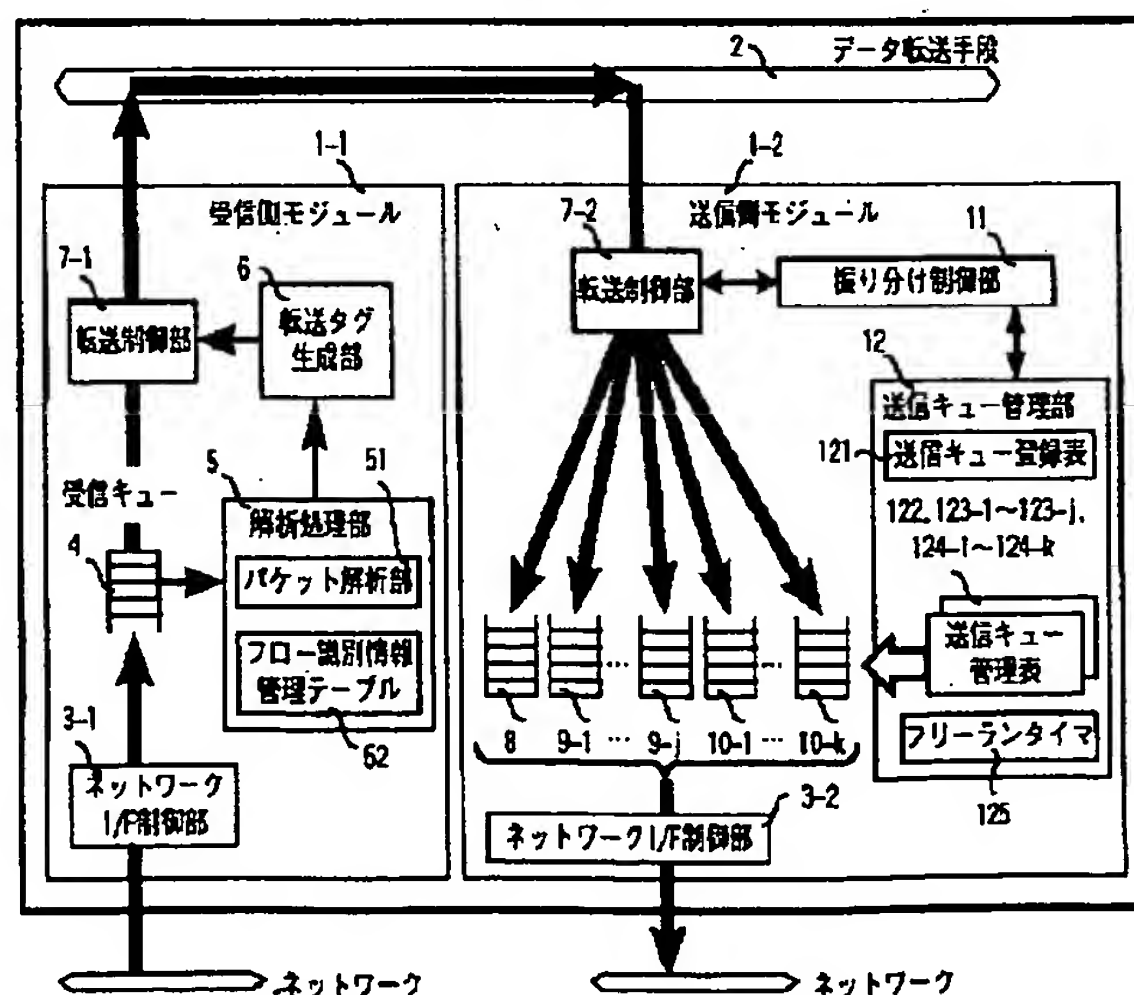 2
データ転送手段
1-1
受信側モジュール
7-1
転送制御部
6
転送タグ
生成部
受信キュー
4
5
解析処理部
51
パケット解析部
フロー識別情報
管理テーブル
52
3-1
ネットワーク
I/F制御部
ネットワーク
1-2
送信側モジュール
7-2
転送制御部
11
振り分け制御部
12
送信キュー管理部
121
送信キュー登録表
122,123-1～123-j,
124-1～124-k
送信キュー
管理表
フリーランタイマ
125
8 9-1 … 9-j 10-1 … 10-k
3-2
ネットワークI/F制御部
ネットワーク